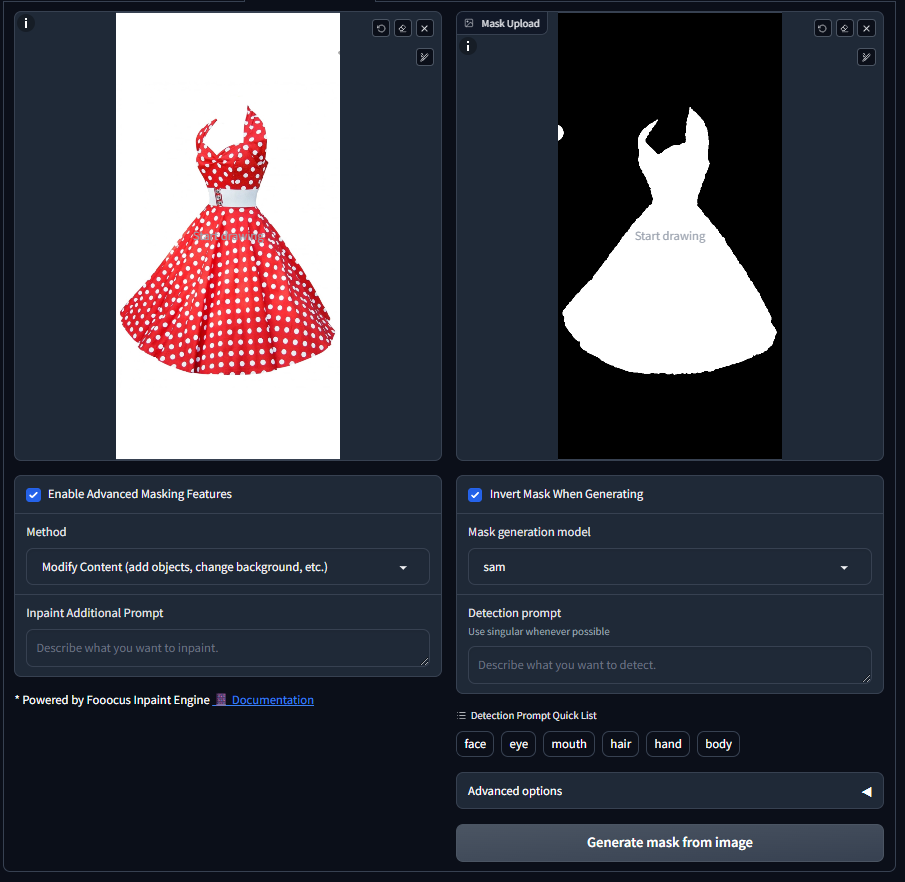 Start drawing
Mask Upload
Start drawing
Enable Advanced Masking Features
Method
Modify Content (add objects, change background, etc.)
Inpaint Additional Prompt
Describe what you want to inpaint.
* Powered by Fooocus Inpaint Engine Documentation
Invert Mask When Generating
Mask generation model
sam
Detection prompt
Use singular whenever possible
Describe what you want to detect.
Detection Prompt Quick List
face eye mouth hair hand body
Advanced options
Generate mask from image